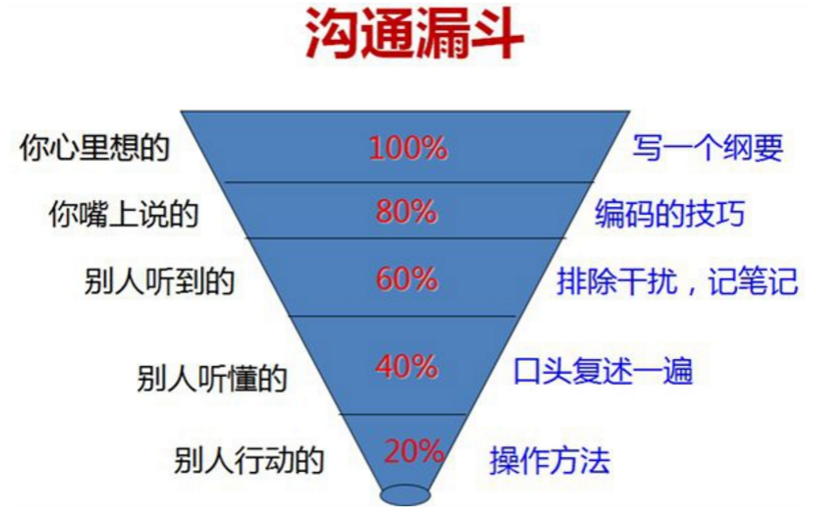 沟通漏斗
你心里想的 100% 写一个纲要
你嘴上说的 80% 编码的技巧
别人听到的 60% 排除干扰，记笔记
别人听懂的 40% 口头复述一遍
别人行动的 20% 操作方法